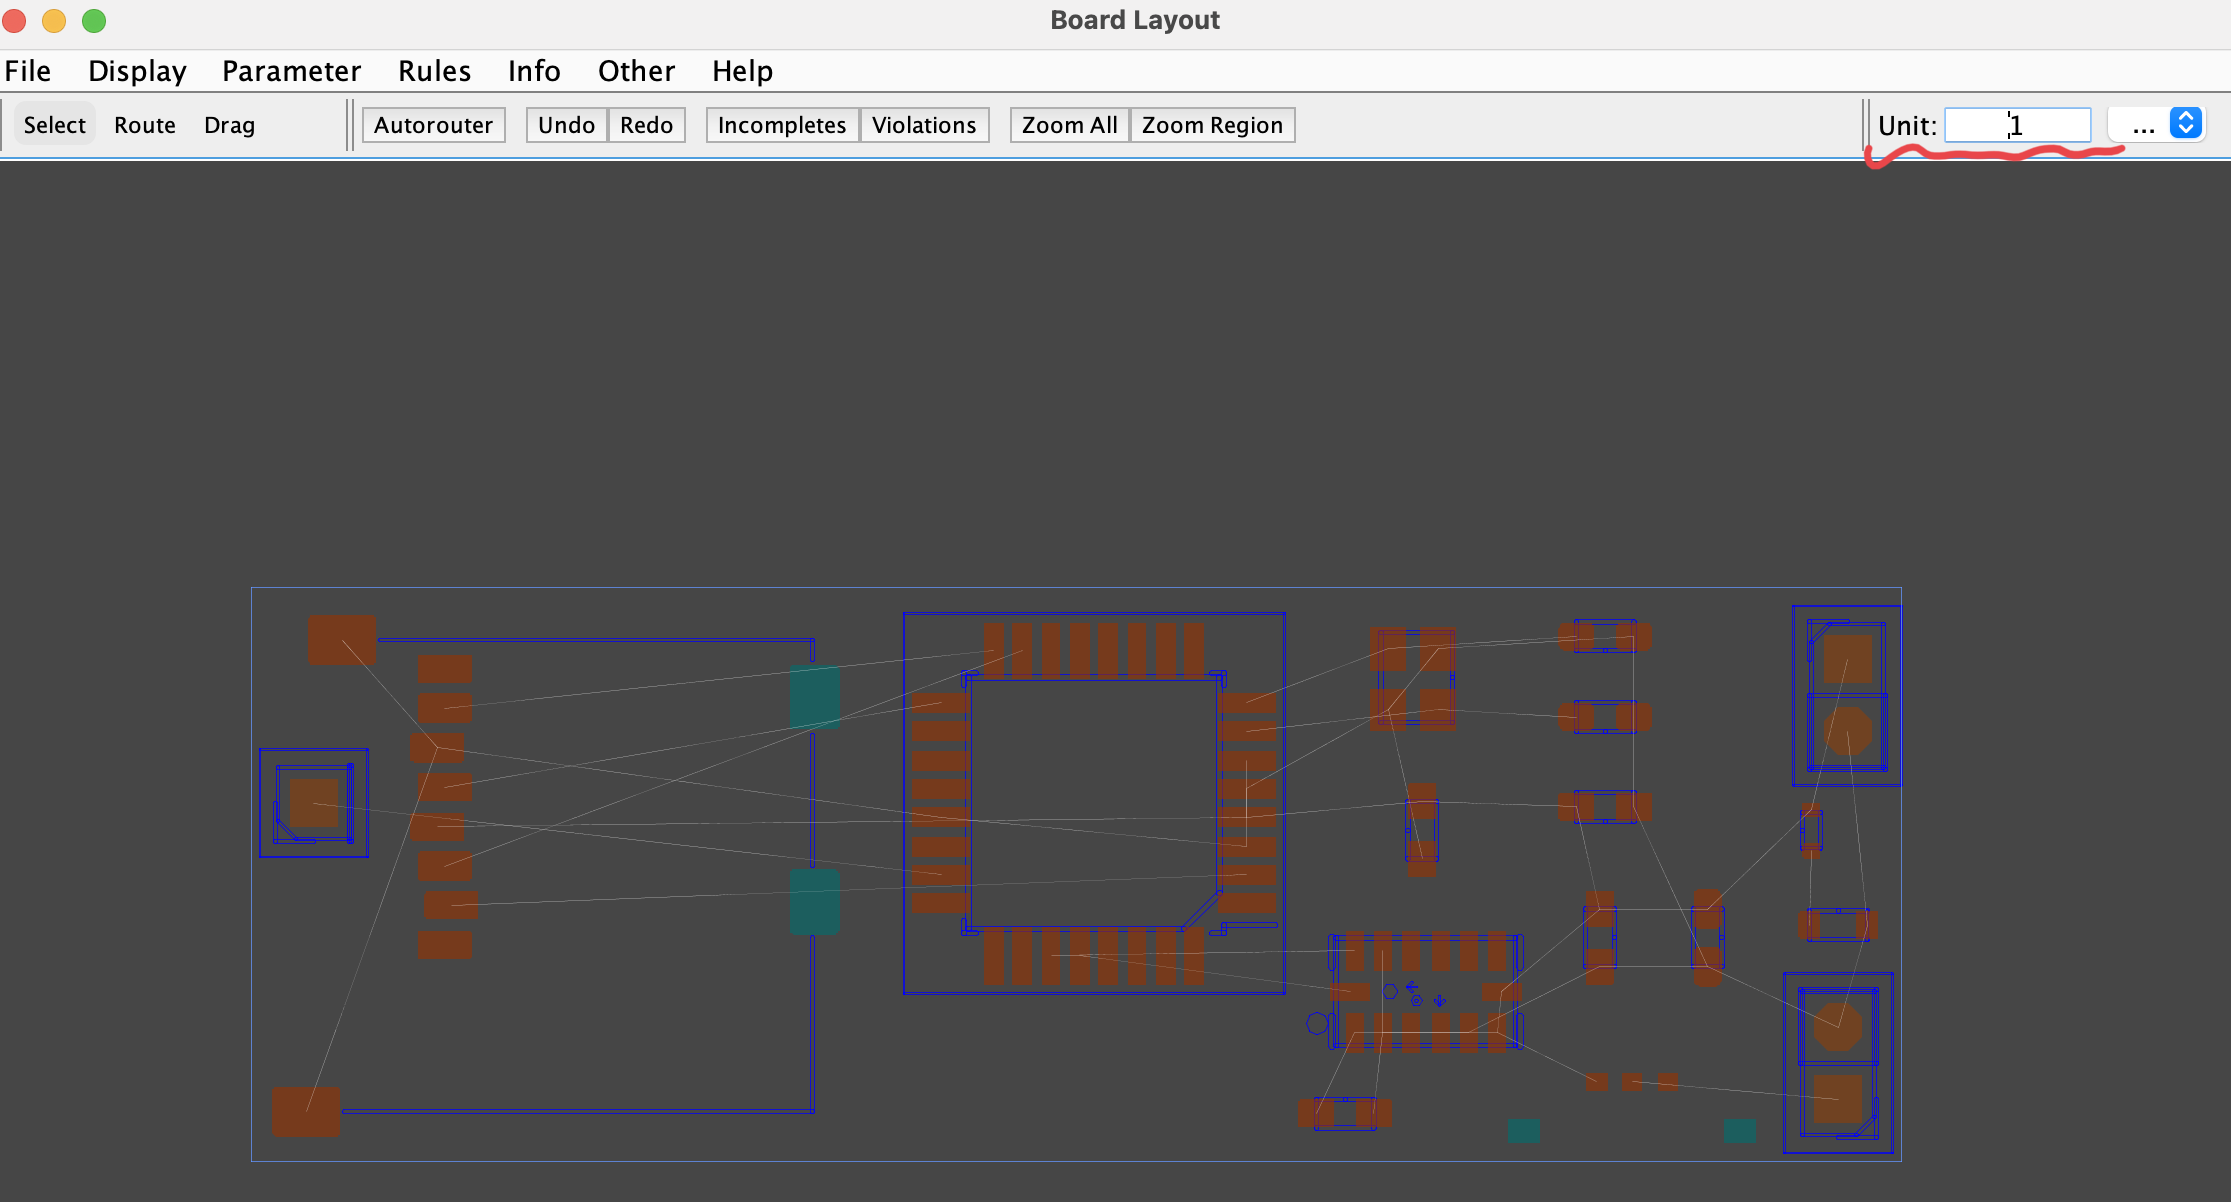 Board Layout
File Display Parameter Rules Info Other Help
Select Route Drag Autorouter Undo Redo Incompletes Violations Zoom All Zoom Region Unit: 1 ...